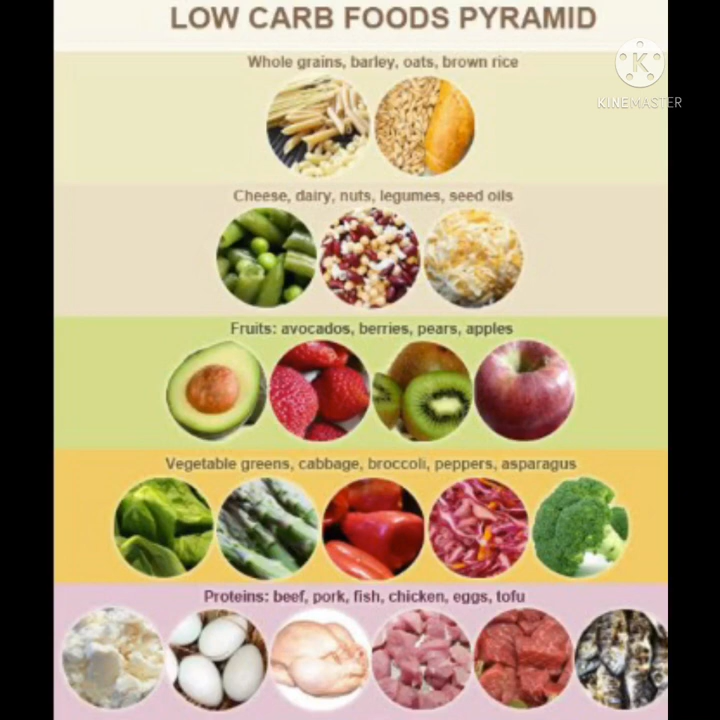 LOW CARB FOODS PYRAMID
Whole grains, barley, oats, brown rice
K
KINEMASTER
Cheese, dairy, nuts, legumes, seed oils
Fruits: avocados, berries, pears, apples
Vegetable greens, cabbage, broccoli, peppers, asparagus
Proteins: beef, pork, fish, chicken, eggs, tofu